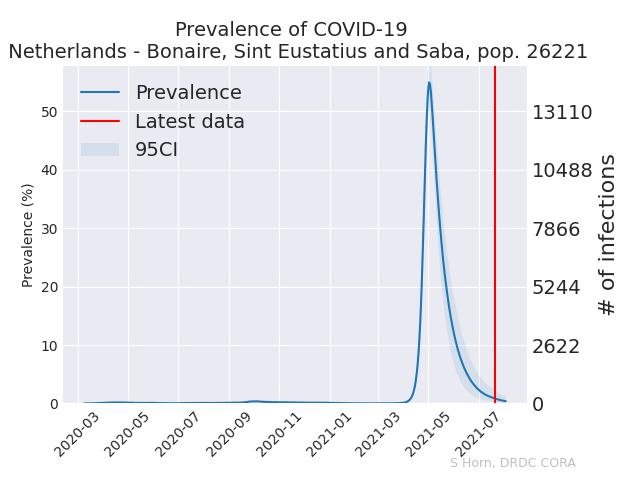 Prevalence of COVID-19
Netherlands - Bonaire, Sint Eustatius and Saba, pop. 26221
Prevalence
Latest data
95CI
Prevalence (%)
50
40
30
20
10
0
13110
10488
7866
5244
2622
0
# of infections
2020-03
2020-05
2020-07
2020-09
2020-11
2021-01
2021-03
2021-05
2021-07
S Horn, DRDC CORA